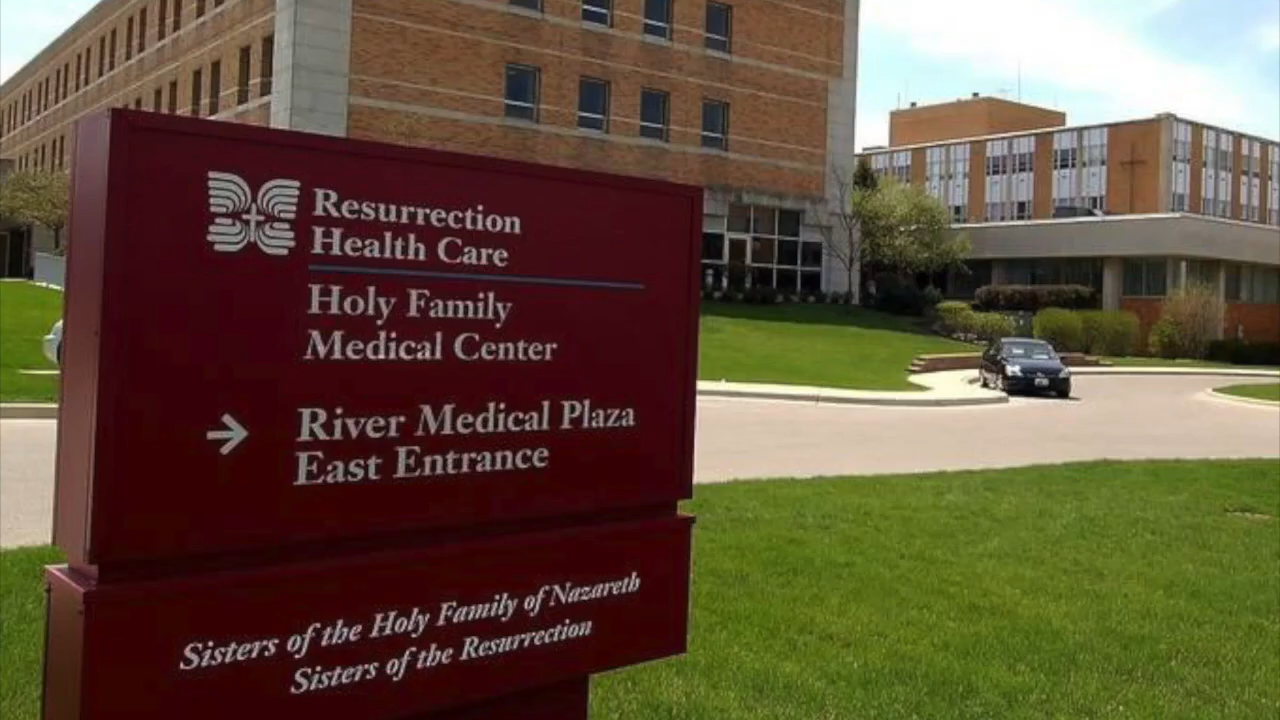 Resurrection
Health Care
Holy Family
Medical Center
River Medical Plaza
East Entrance
Sisters of the Holy Family of Nazareth
Sisters of the Resurrection